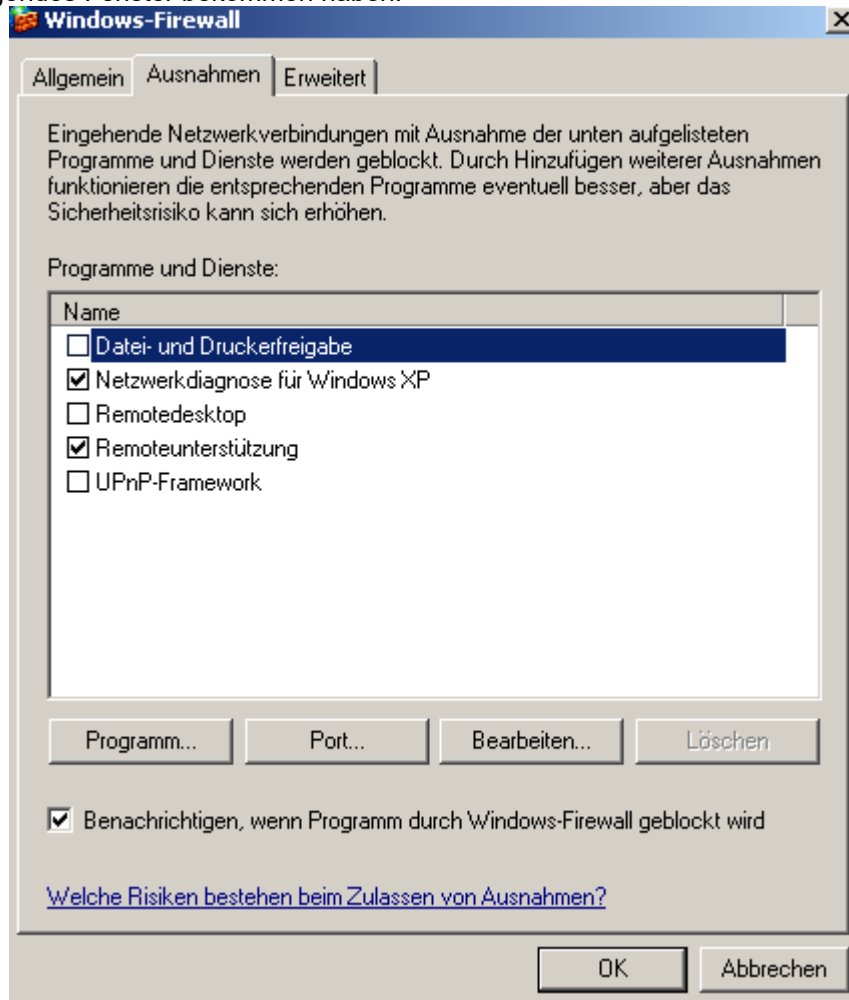 Fenster bekommen haben.
Windows-Firewall
Allgemein Ausnahmen Erweitert
Eingehende Netzwerkverbindungen mit Ausnahme der unten aufgelisteten
Programme und Dienste werden geblockt. Durch Hinzufügen weiterer Ausnahmen
funktionieren die entsprechenden Programme eventuell besser, aber das
Sicherheitsrisiko kann sich erhöhen.
Programme und Dienste:
Name
Datei- und Druckerfreigabe
Netzwerkdiagnose für Windows XP
Remotedesktop
Remoteunterstützung
UPnP-Framework
Programm... Port... Bearbeiten... Löschen
Benachrichtigen, wenn Programm durch Windows-Firewall geblockt wird
Welche Risiken bestehen beim Zulassen von Ausnahmen?
OK Abbrechen